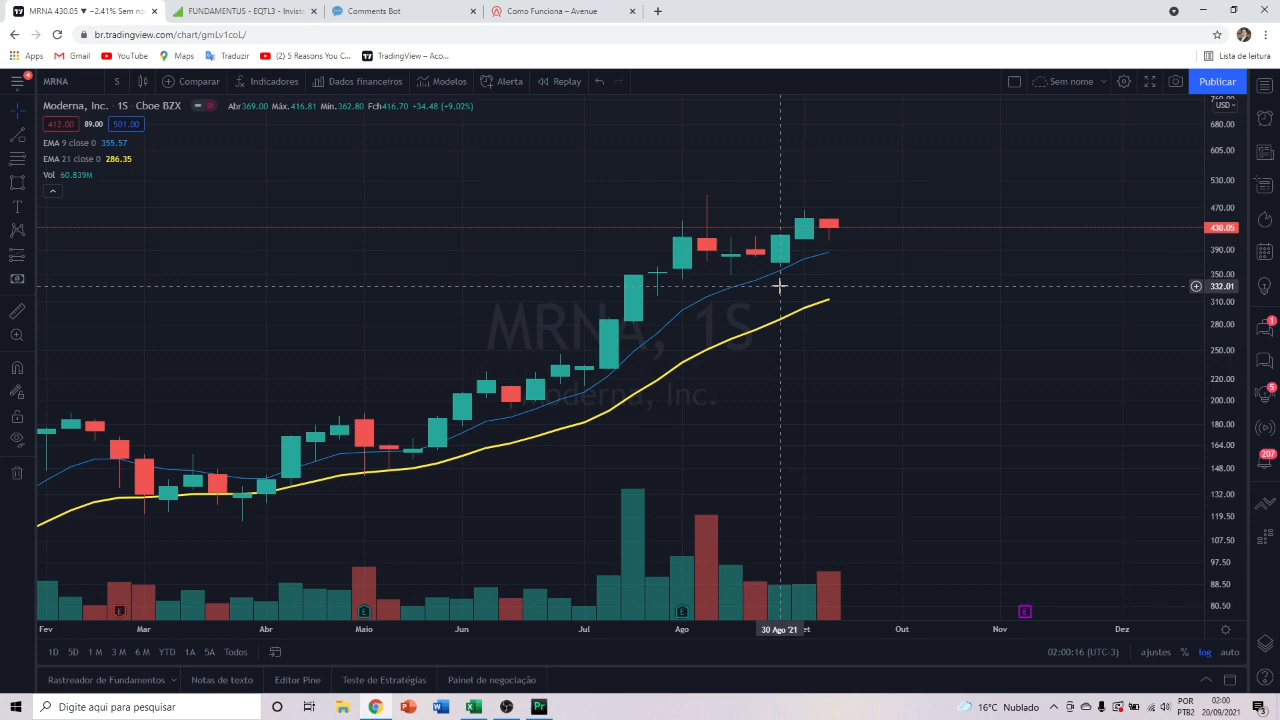 MRNA 430.05 ▼ −2.41% Sem no
FUNDAMENTUS - EQTL3 - Invista
Comments Bot
Como Funciona – Avenue
br.tradingview.com/chart/gmLv1coL/
Apps
Gmail
YouTube
Maps
Traduzir
(2) 5 Reasons You C...
TradingView – Aco...
Lista de leitura
4
MRNA
5
Comparar
Indicadores
Dados financeiros
Modelos
Alerta
Replay
Sem nome
Publicar
Moderna, Inc. · 1S · Cboe BZX
Abr369.00 Máx.416.81 Mín.362.80 Fch416.70 +34.48 (+9.02%)
412.00 89.00 501.00
EMA 9 close 0 355.57
EMA 21 close 0 286.35
Vol 60.839M
MRNA, 1S
Moderna, Inc.
760.00
USD
680.00
605.00
530.00
470.00
430.05
390.00
350.00
332.01
310.00
280.00
250.00
220.00
200.00
180.00
164.00
148.00
132.00
119.50
107.50
97.50
88.50
80.50
1
5
207
E
E
E
E
Fev
Mar
Abr
Maio
Jun
Jul
Ago
30 Ago '21
et
Out
Nov
Dez
1D 5D 1M 3M 6M YTD 1A 5A Todos
02:00:16 (UTC-3)
ajustes % log auto
Rastreador de Fundamentos
Notas de texto
Editor Pine
Teste de Estratégias
Painel de negociação
Digite aqui para pesquisar
16°C Nublado
POR
PTB2
02:00
20/09/2021
3